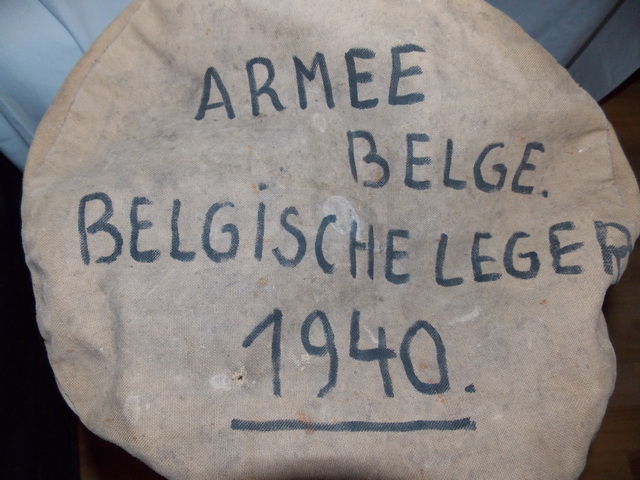 ARMEE
BELGE.
BELGISCHE LEGER
1940.